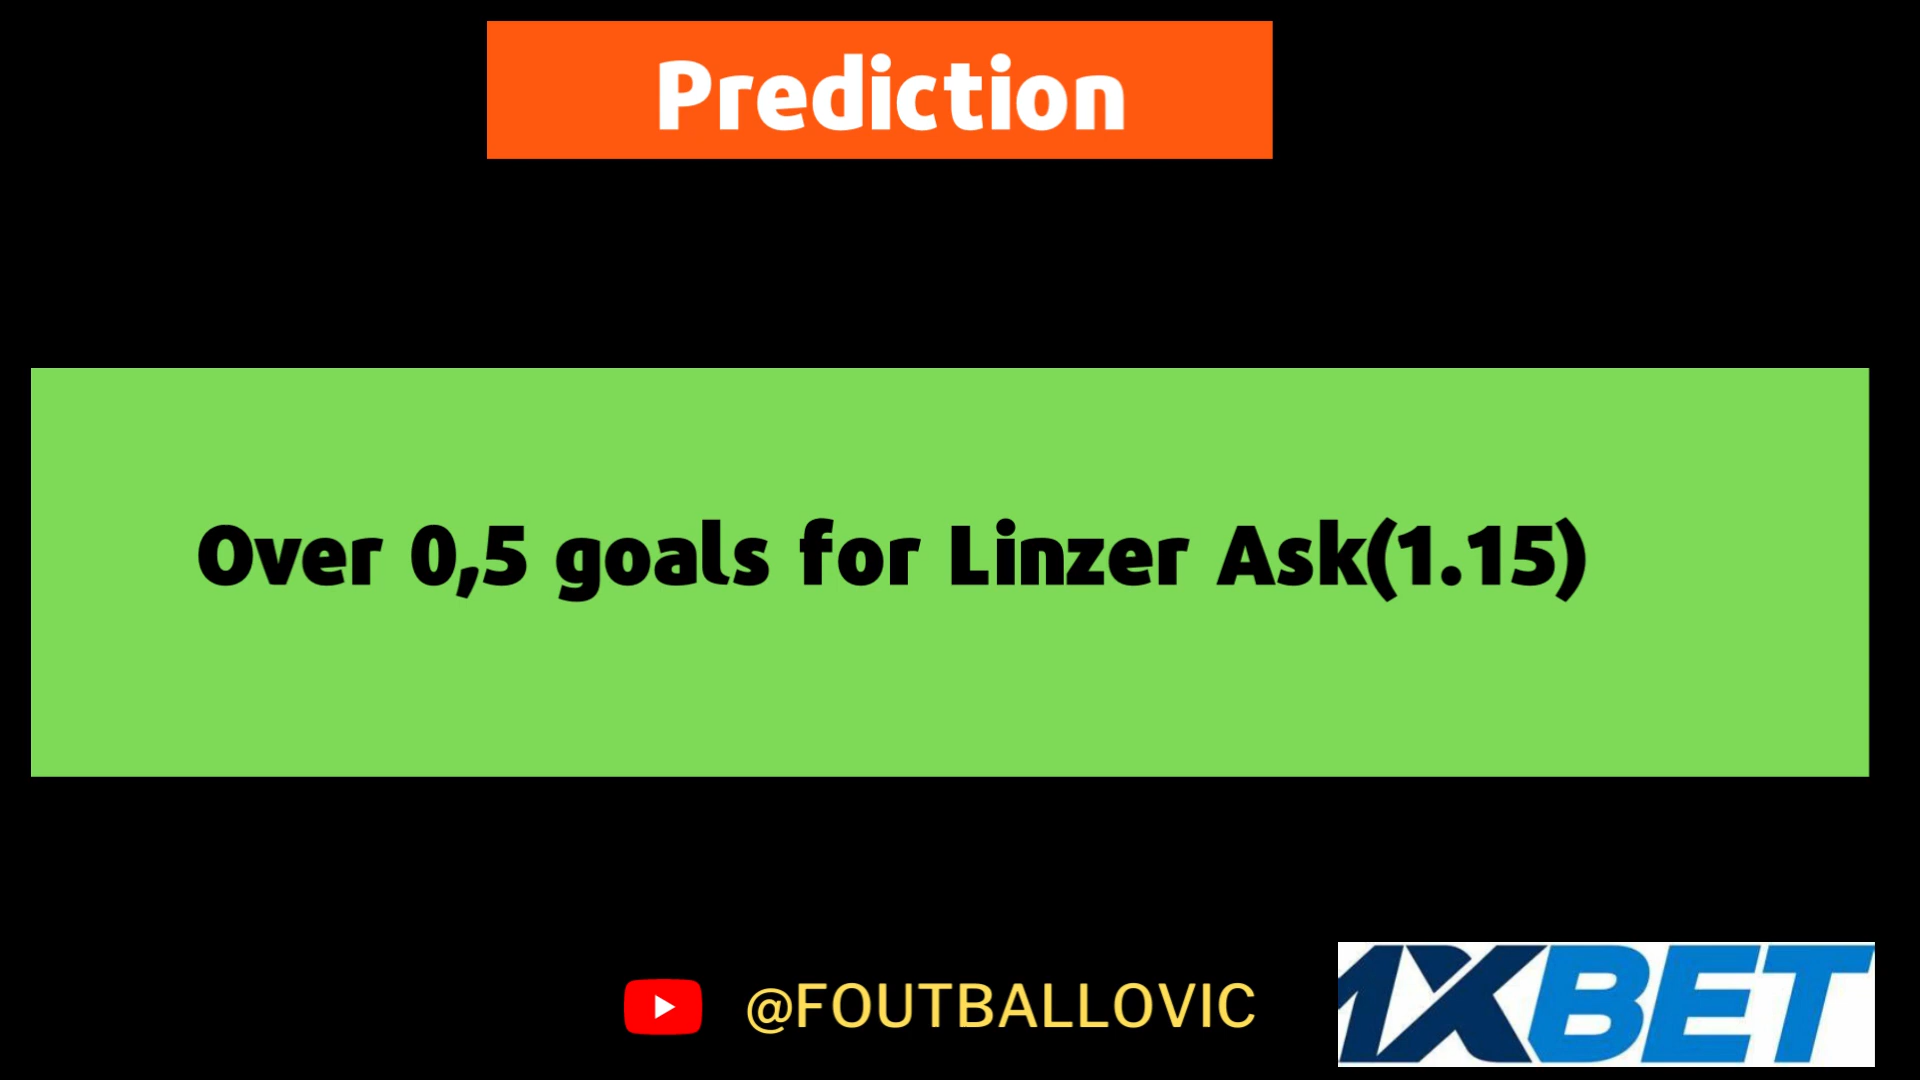 Prediction
Over 0,5 goals for Linzer Ask(1.15)
@FOUTBALLOVIC
1XBET